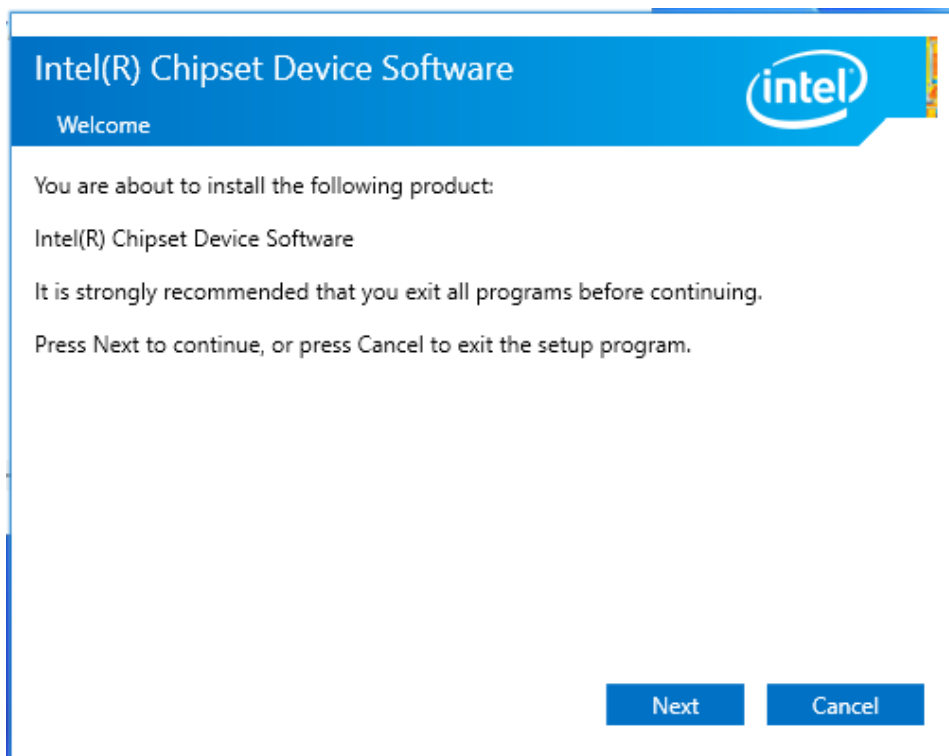 Intel(R) Chipset Device Software
intel
Welcome
You are about to install the following product:
Intel(R) Chipset Device Software
It is strongly recommended that you exit all programs before continuing.
Press Next to continue, or press Cancel to exit the setup program.
Next
Cancel